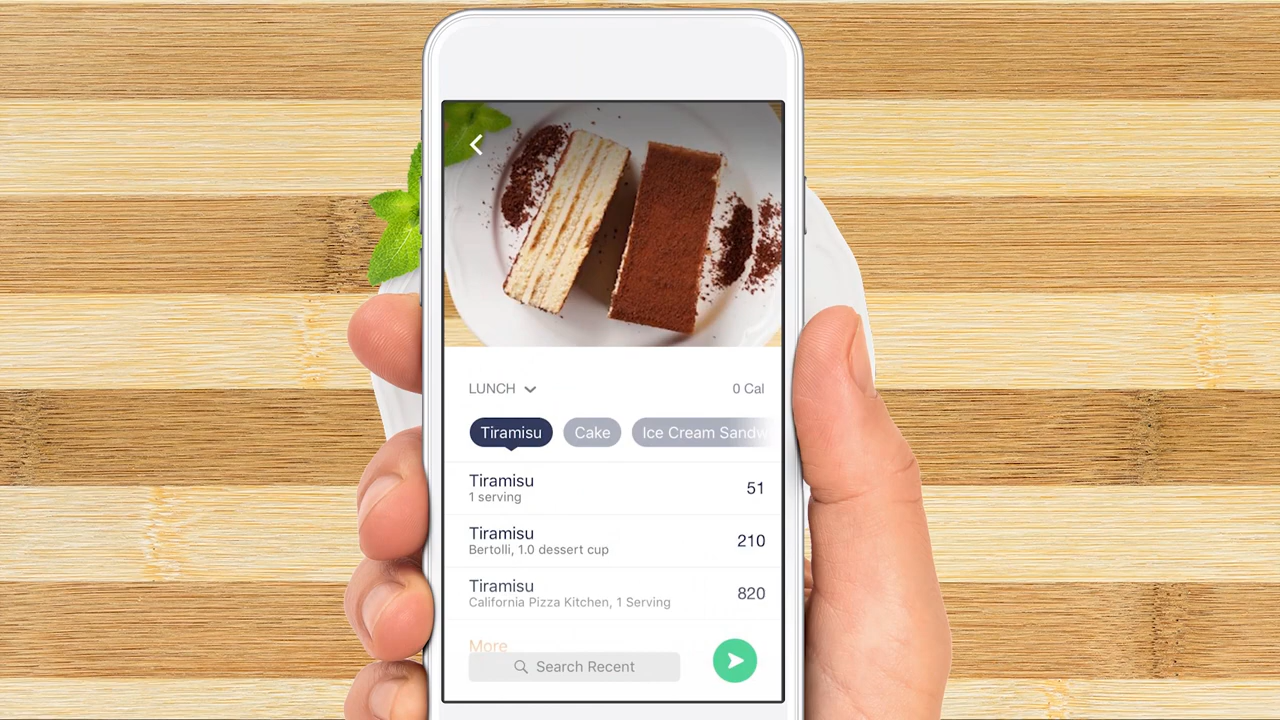 LUNCH 0 Cal
Tiramisu Cake Ice Cream Sandw
Tiramisu
1 serving
51
Tiramisu
Bertolli, 1.0 dessert cup
210
Tiramisu
California Pizza Kitchen, 1 Serving
820
More
Search Recent